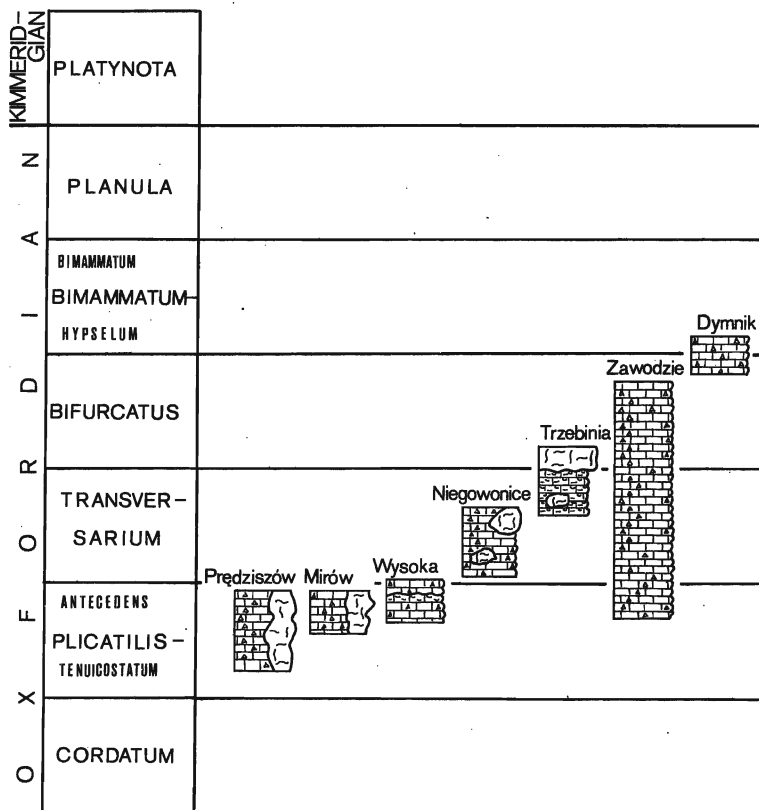 KIMMERID-
GIAN
PLATYNOTA
OXFORDIAN
PLANULA
BIMAMMATUM
BIMAMMATUM-
HYPSELUM
Dymnik
Zawodzie
BIFURCATUS
Trzebinia
TRANSVER-
SARIUM
Niegowonice
Wysoka
Prędziszów Mirów
ANTECEDENS
PLICATILIS-
TENUICOSTATUM
CORDATUM